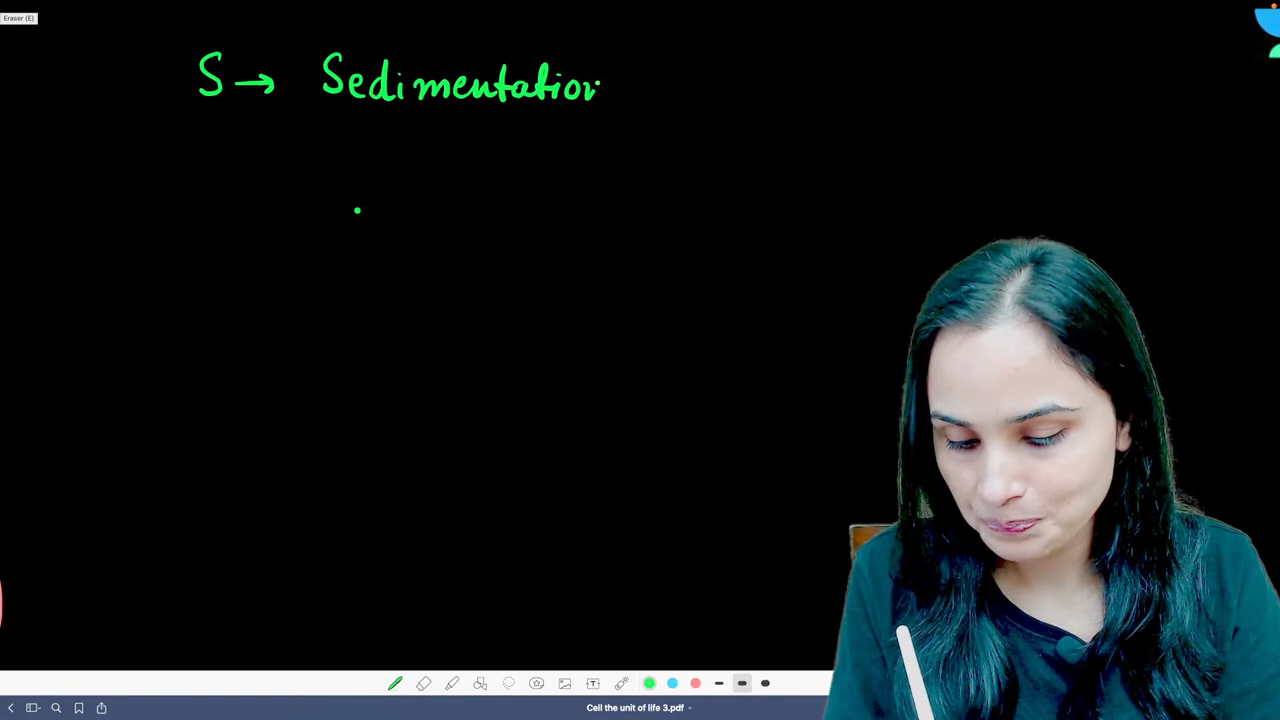 Eraser (E)
S → Sedimentation
Cell the unit of life 3.pdf